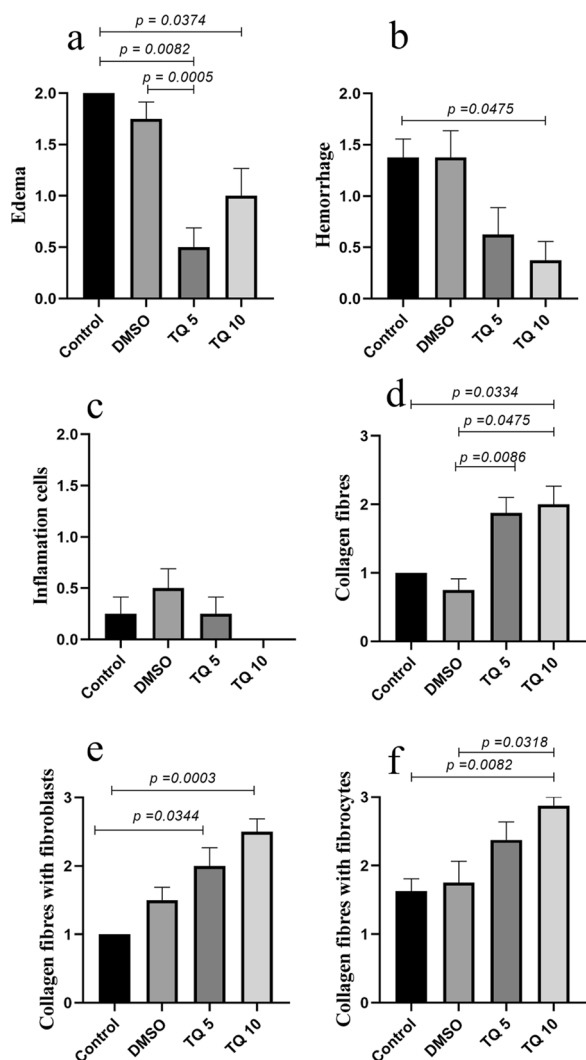 a
p = 0.0374
p = 0.0082
p = 0.0005
2.0
1.5
1.0
0.5
0.0
Edema
Control
DMSO
TQ 5
TQ 10
b
p =0.0475
2.0
1.5
1.0
0.5
0.0
Hemorrhage
Control
DMSO
TQ 5
TQ 10
c
2.0
1.5
1.0
0.5
0.0
Inflamation cells
Control
DMSO
TQ 5
TQ 10
d
p =0.0334
p =0.0475
p =0.0086
3
2
1
0
Collagen fibres
Control
DMSO
TQ 5
TQ 10
e
p =0.0003
p =0.0344
3
2
1
0
Collagen fibres with fibroblasts
Control
DMSO
TQ 5
TQ 10
f
p =0.0318
p =0.0082
3
2
1
0
Collagen fibres with fibrocytes
Control
DMSO
TQ 5
TQ 10